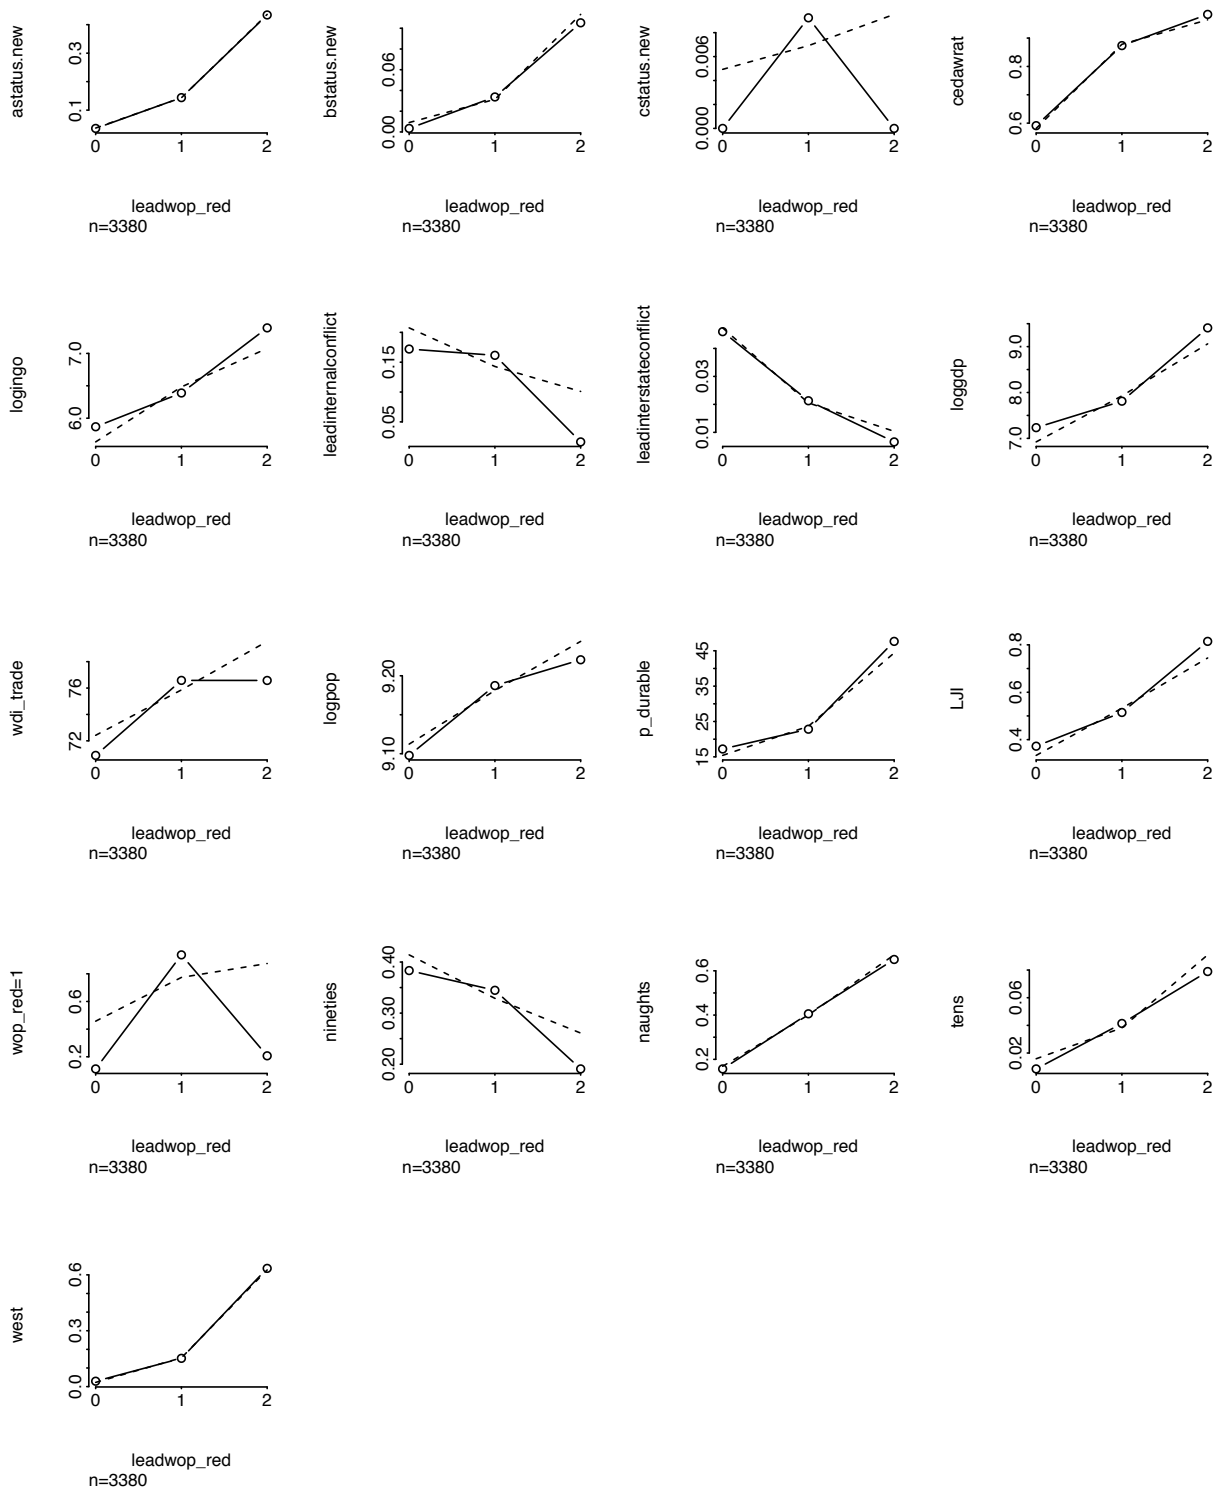 astatus.new
0.1 0.3
0 1 2
leadwop_red
n=3380
bstatus.new
0.00 0.06
0 1 2
leadwop_red
n=3380
cstatus.new
0.000 0.006
0 1 2
leadwop_red
n=3380
cedawrat
0.6 0.8
0 1 2
leadwop_red
n=3380
logingo
6.0 7.0
0 1 2
leadwop_red
n=3380
leadinternalconflict
0.05 0.15
0 1 2
leadwop_red
n=3380
leadinterstateconflict
0.01 0.03
0 1 2
leadwop_red
n=3380
loggdp
7.0 8.0 9.0
0 1 2
leadwop_red
n=3380
wdi_trade
72 76
0 1 2
leadwop_red
n=3380
logpop
9.10 9.20
0 1 2
leadwop_red
n=3380
p_durable
15 25 35 45
0 1 2
leadwop_red
n=3380
LJI
0.4 0.6 0.8
0 1 2
leadwop_red
n=3380
wop_red=1
0.2 0.6
0 1 2
leadwop_red
n=3380
nineties
0.20 0.30 0.40
0 1 2
leadwop_red
n=3380
naughts
0.2 0.4 0.6
0 1 2
leadwop_red
n=3380
tens
0.02 0.06
0 1 2
leadwop_red
n=3380
west
0.0 0.3 0.6
0 1 2
leadwop_red
n=3380